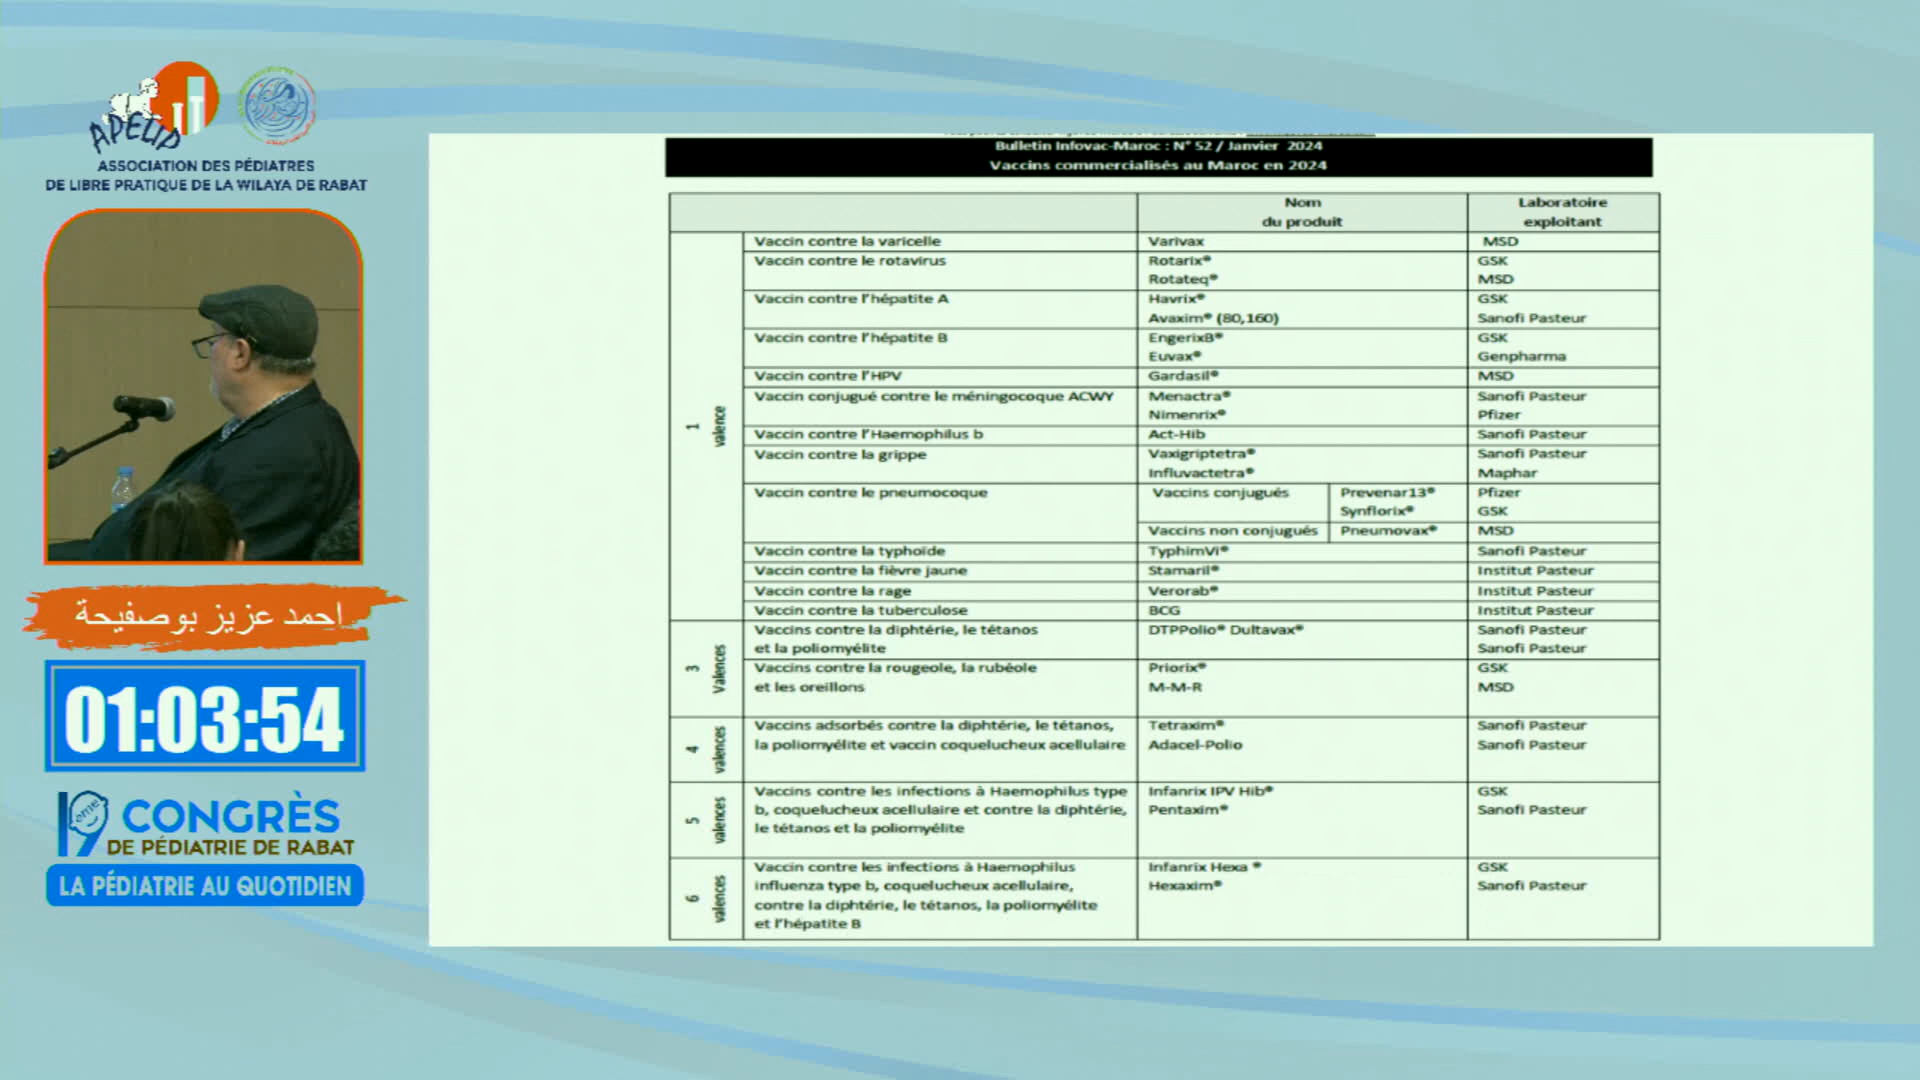 APELIP
ASSOCIATION DES PÉDIATRES
DE LIBRE PRATIQUE DE LA WILAYA DE RABAT
احمد عزيز بوصفيحة
01:03:54
19ème CONGRÈS
DE PÉDIATRIE DE RABAT
LA PÉDIATRIE AU QUOTIDIEN
Bulletin Infovac-Maroc : N° 52 / Janvier 2024
Vaccins commercialisés au Maroc en 2024
Nom
du produit
Laboratoire
exploitant
1
valence
Vaccin contre la varicelle Varivax MSD
Vaccin contre le rotavirus Rotarix® GSK
Rotateq® MSD
Vaccin contre l'hépatite A Havrix® GSK
Avaxim® (80,160) Sanofi Pasteur
Vaccin contre l'hépatite B EngerixB® GSK
Euvax® Genpharma
Vaccin contre l'HPV Gardasil® MSD
Vaccin conjugué contre le méningocoque ACWY Menactra® Sanofi Pasteur
Nimenrix® Pfizer
Vaccin contre l'Haemophilus b Act-Hib Sanofi Pasteur
Vaccin contre la grippe Vaxigriptetra® Sanofi Pasteur
Influvactetra® Maphar
Vaccin contre le pneumocoque Vaccins conjugués Prevenar13® Pfizer
Synflorix® GSK
Vaccins non conjugués Pneumovax® MSD
Vaccin contre la typhoïde TyphimVi® Sanofi Pasteur
Vaccin contre la fièvre jaune Stamaril® Institut Pasteur
Vaccin contre la rage Verorab® Institut Pasteur
Vaccin contre la tuberculose BCG Institut Pasteur
3
Valences
Vaccins contre la diphtérie, le tétanos DTPPolio® Dultavax® Sanofi Pasteur
et la poliomyélite Sanofi Pasteur
Vaccins contre la rougeole, la rubéole Priorix® GSK
et les oreillons M-M-R MSD
4
valences
Vaccins adsorbés contre la diphtérie, le tétanos, Tetraxim® Sanofi Pasteur
la poliomyélite et vaccin coquelucheux acellulaire Adacel-Polio Sanofi Pasteur
5
valences
Vaccins contre les infections à Haemophilus type Infanrix IPV Hib® GSK
b, coquelucheux acellulaire et contre la diphtérie, Pentaxim® Sanofi Pasteur
le tétanos et la poliomyélite
6
valences
Vaccin contre les infections à Haemophilus Infanrix Hexa ® GSK
influenza type b, coquelucheux acellulaire, Hexaxim® Sanofi Pasteur
contre la diphtérie, le tétanos, la poliomyélite
et l'hépatite B